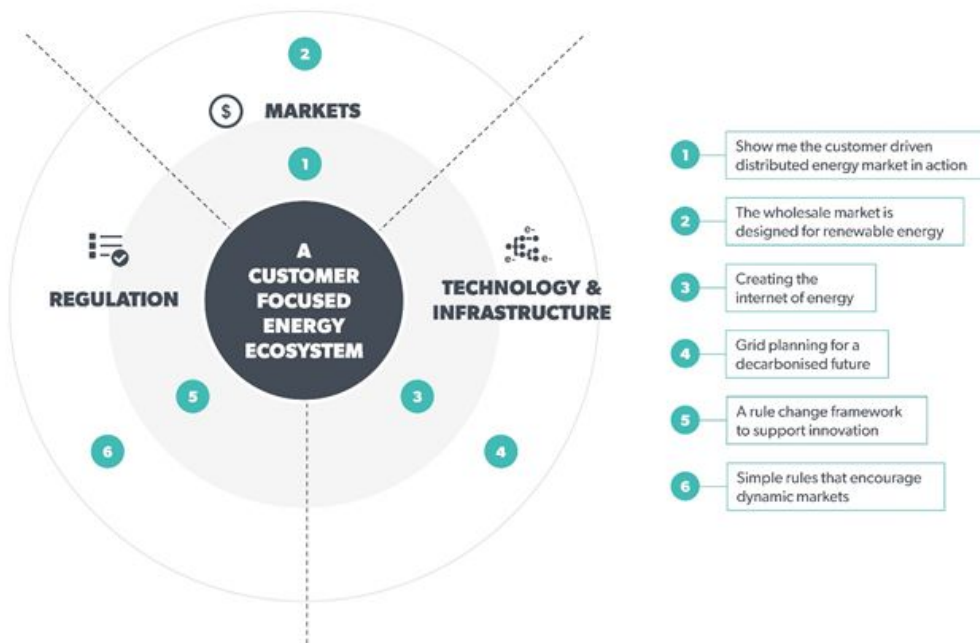 2
$ MARKETS
1
A
CUSTOMER
FOCUSED
ENERGY
ECOSYSTEM
REGULATION
e-
e- e-
TECHNOLOGY &
INFRASTRUCTURE
5
3
6
4
1
Show me the customer driven
distributed energy market in action
2
The wholesale market is
designed for renewable energy
3
Creating the
internet of energy
4
Grid planning for a
decarbonised future
5
A rule change framework
to support innovation
6
Simple rules that encourage
dynamic markets